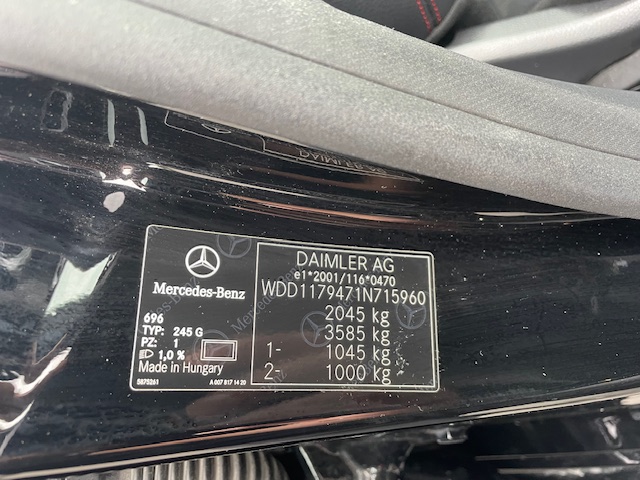 Mercedes-Benz
696
TYP: 245 G
PZ: 1
1,0 %
Made in Hungary
A 007 817 14 20
DAIMLER AG
e1*2001/116*0470
WDD1179471N715960
2045 kg
3585 kg
1- 1045 kg
2- 1000 kg